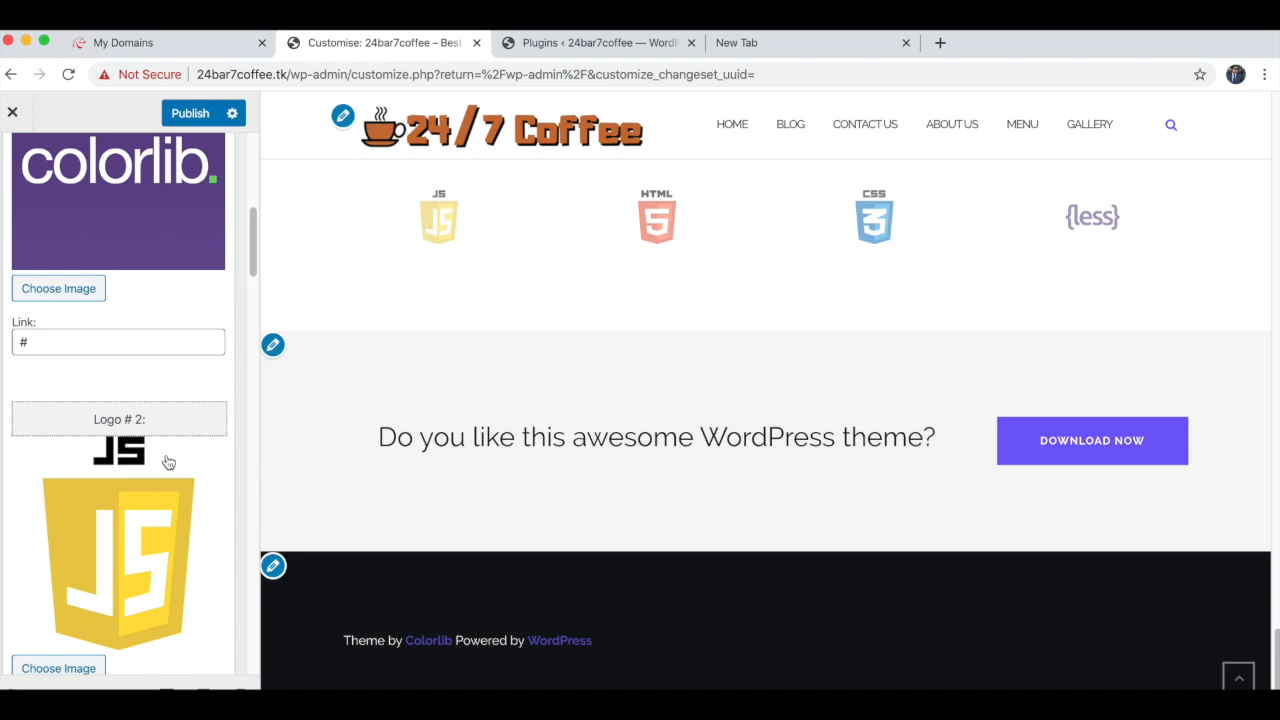 My Domains
Customise: 24bar7coffee – Best
Plugins ‹ 24bar7coffee — WordP
New Tab
Not Secure
24bar7coffee.tk/wp-admin/customize.php?return=%2Fwp-admin%2F&customize_changeset_uuid=
Publish
24/7 Coffee
HOME
BLOG
CONTACT US
ABOUT US
MENU
GALLERY
colorlib.
Choose Image
Link:
#
Logo # 2:
JS
JS
Choose Image
JS
JS
HTML
5
CSS
3
{less}
Do you like this awesome WordPress theme?
DOWNLOAD NOW
Theme by Colorlib Powered by WordPress